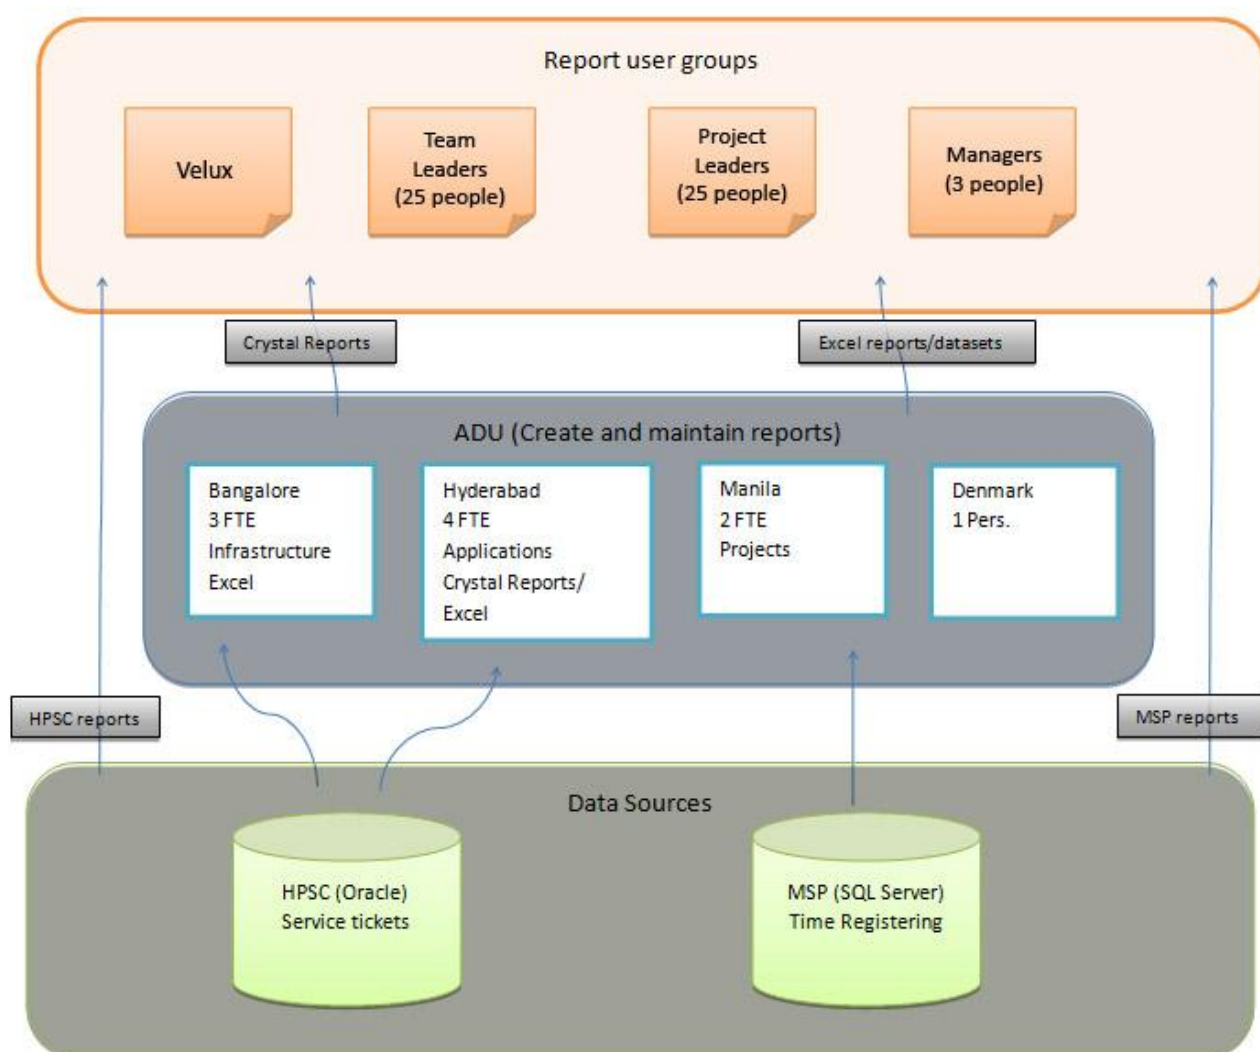 Report user groups
Velux
Team
Leaders
(25 people)
Project
Leaders
(25 people)
Managers
(3 people)
Crystal Reports
Excel reports/datasets
ADU (Create and maintain reports)
Bangalore
3 FTE
Infrastructure
Excel
Hyderabad
4 FTE
Applications
Crystal Reports/
Excel
Manila
2 FTE
Projects
Denmark
1 Pers.
HPSC reports
MSP reports
Data Sources
HPSC (Oracle)
Service tickets
MSP (SQL Server)
Time Registering